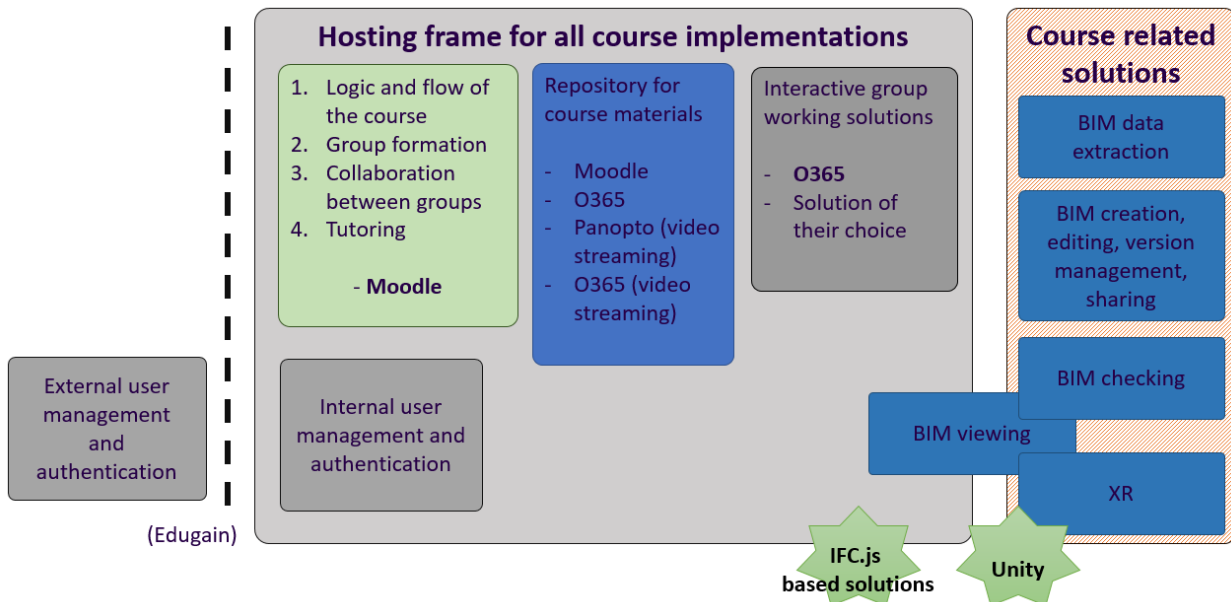 Hosting frame for all course implementations
1. Logic and flow of
the course
2. Group formation
3. Collaboration
between groups
4. Tutoring
- Moodle
Repository for
course materials
- Moodle
- O365
- Panopto (video
streaming)
- O365 (video
streaming)
Interactive group
working solutions
- O365
- Solution of
their choice
Course related
solutions
BIM data
extraction
BIM creation,
editing, version
management,
sharing
BIM checking
BIM viewing
XR
External user
management
and
authentication
(Edugain)
Internal user
management and
authentication
IFC.js
based solutions
Unity